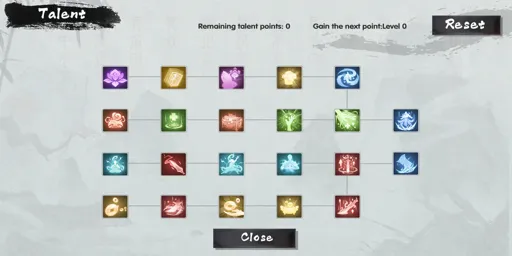 Talent
Remaining talent points: 0 Gain the next point:Level 0
Reset
Close